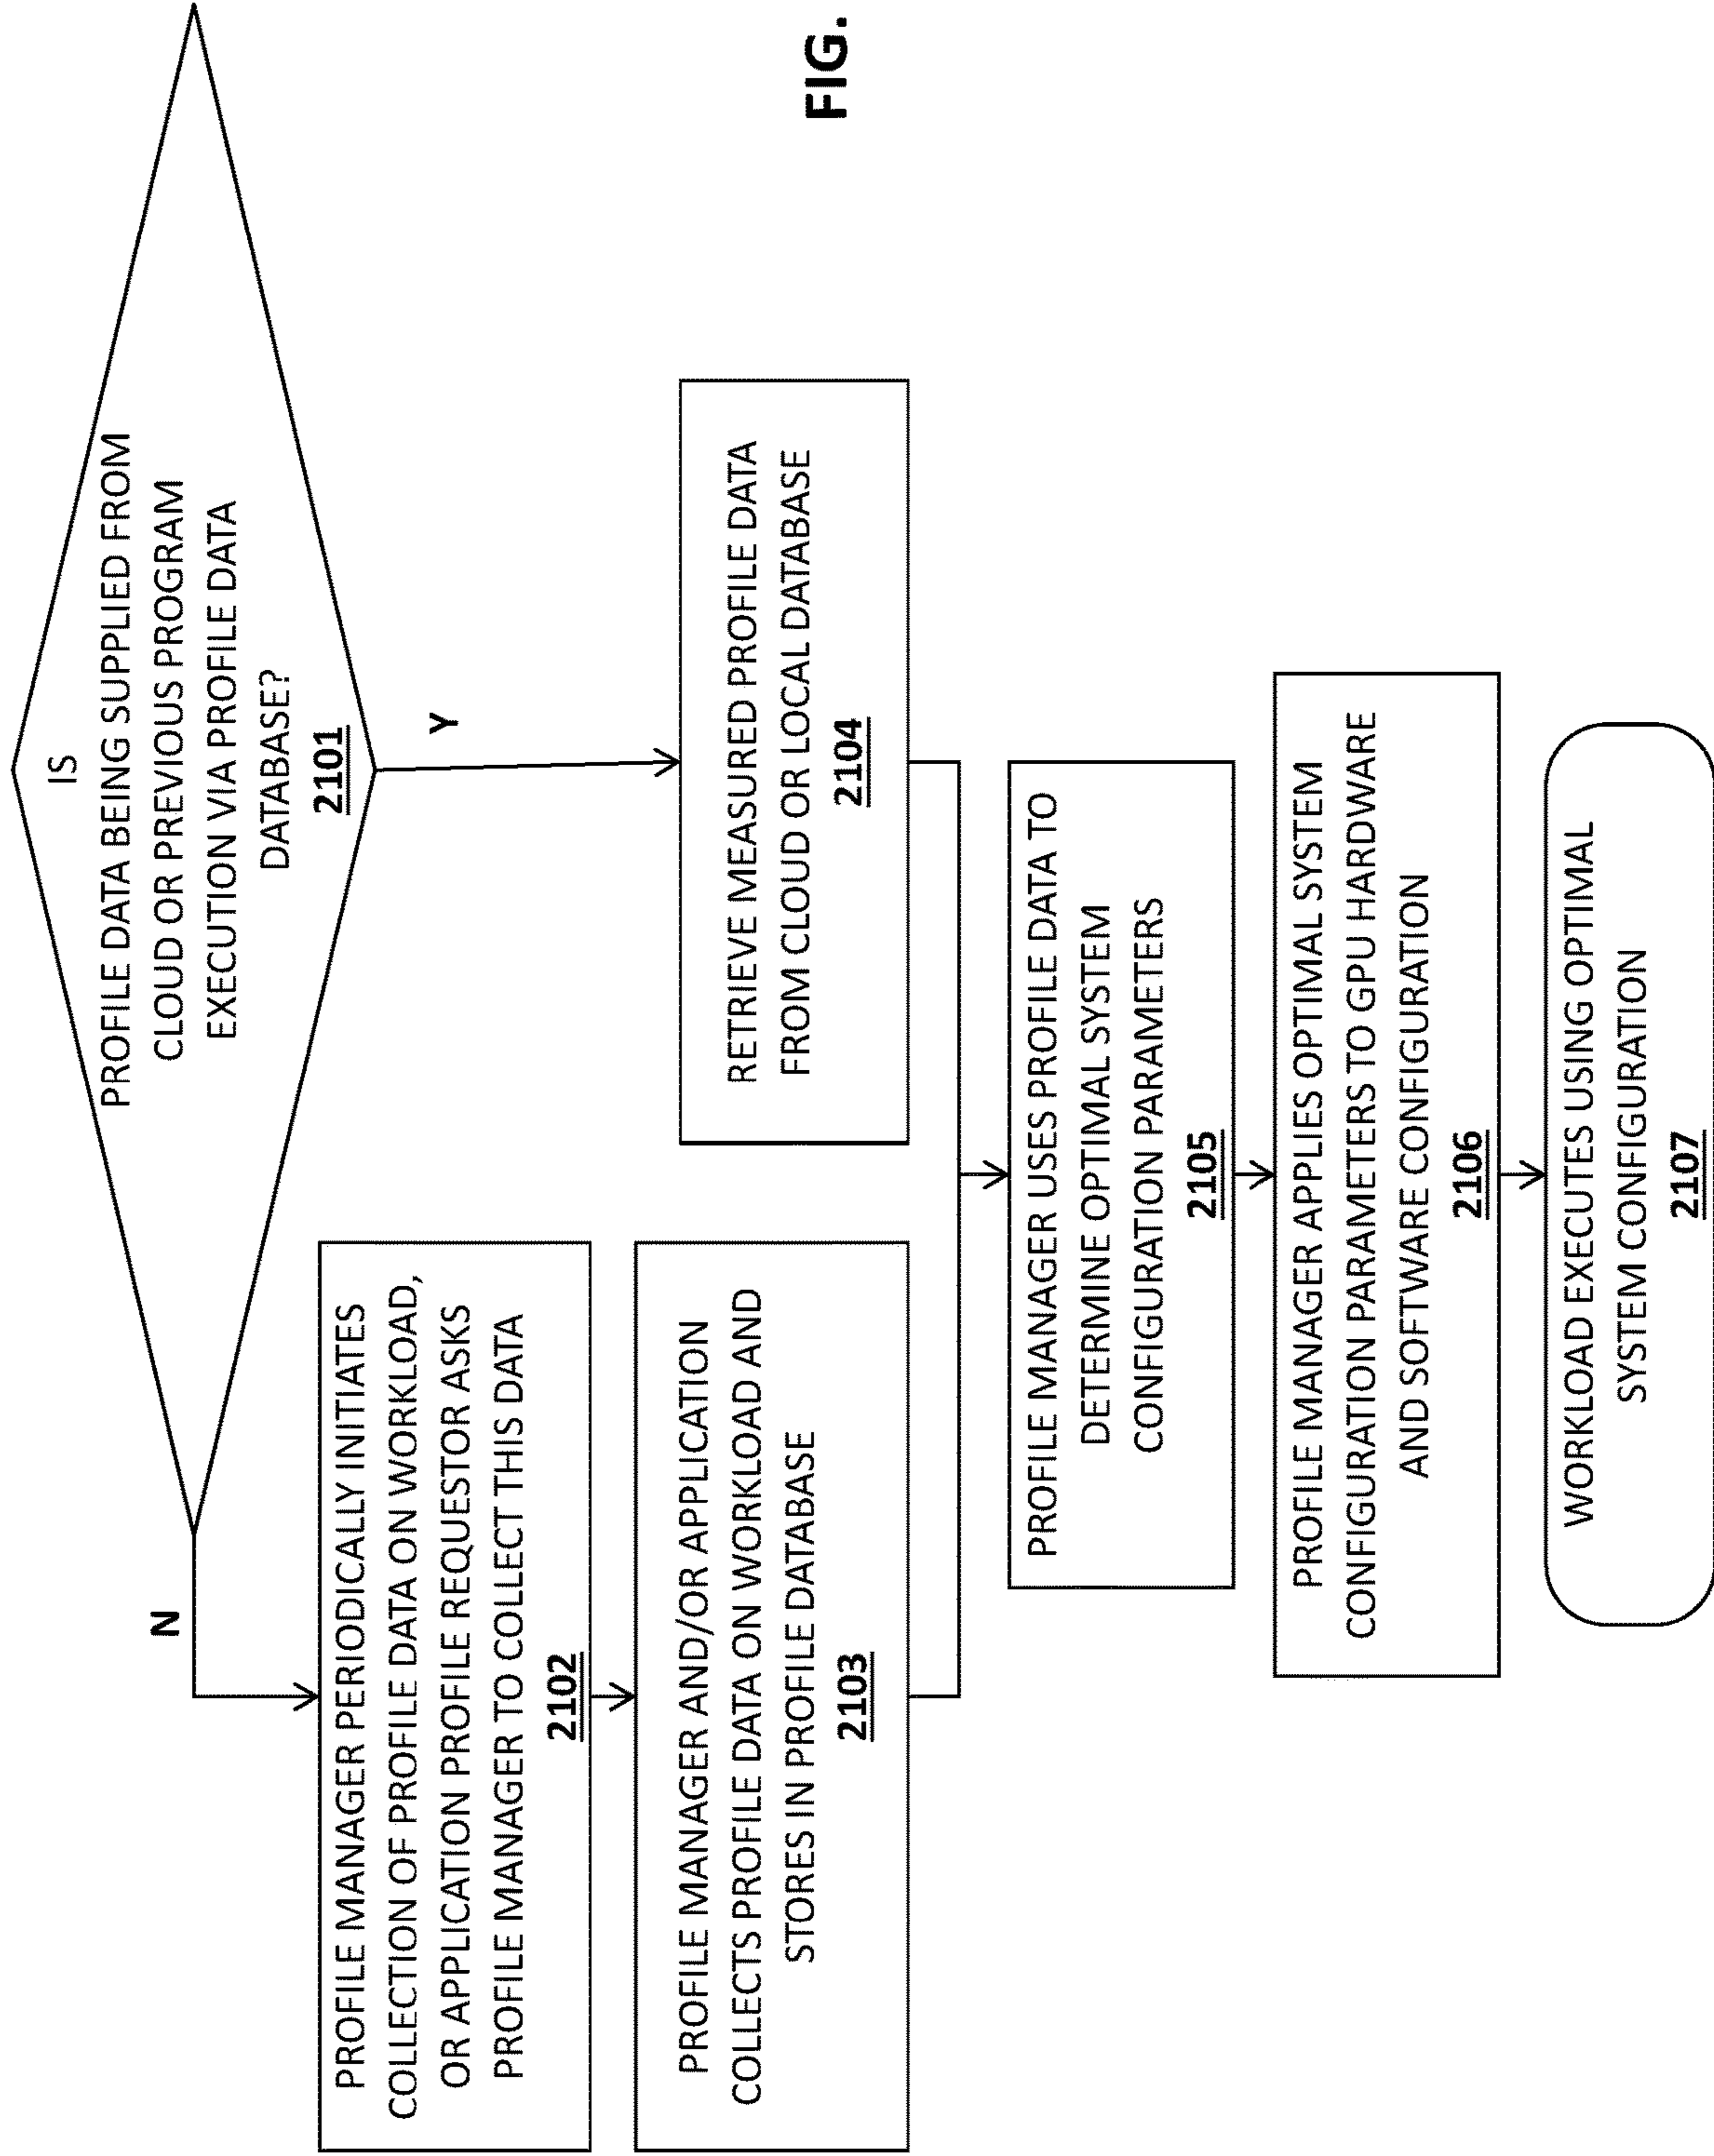 IS
PROFILE DATA BEING SUPPLIED FROM
CLOUD OR PREVIOUS PROGRAM
EXECUTION VIA PROFILE DATA
DATABASE?
2101
N
Y
PROFILE MANAGER PERIODICALLY INITIATES
COLLECTION OF PROFILE DATA ON WORKLOAD,
OR APPLICATION PROFILE REQUESTOR ASKS
PROFILE MANAGER TO COLLECT THIS DATA
2102
PROFILE MANAGER AND/OR APPLICATION
COLLECTS PROFILE DATA ON WORKLOAD AND
STORES IN PROFILE DATABASE
2103
RETRIEVE MEASURED PROFILE DATA
FROM CLOUD OR LOCAL DATABASE
2104
PROFILE MANAGER USES PROFILE DATA TO
DETERMINE OPTIMAL SYSTEM
CONFIGURATION PARAMETERS
2105
PROFILE MANAGER APPLIES OPTIMAL SYSTEM
CONFIGURATION PARAMETERS TO GPU HARDWARE
AND SOFTWARE CONFIGURATION
2106
WORKLOAD EXECUTES USING OPTIMAL
SYSTEM CONFIGURATION
2107
FIG.